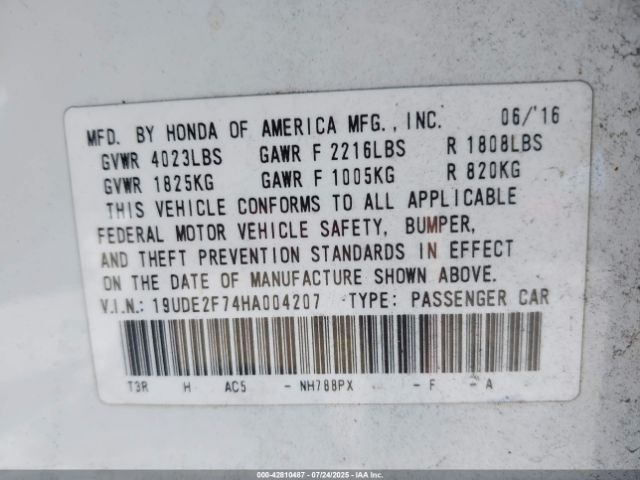 MFD. BY HONDA OF AMERICA MFG., INC. 06/'16
GVWR 4023LBS GAWR F 2216LBS R 1808LBS
GVWR 1825KG GAWR F 1005KG R 820KG
THIS VEHICLE CONFORMS TO ALL APPLICABLE
FEDERAL MOTOR VEHICLE SAFETY, BUMPER,
AND THEFT PREVENTION STANDARDS IN EFFECT
ON THE DATE OF MANUFACTURE SHOWN ABOVE.
V.I.N.: 19UDE2F74HA004207 TYPE: PASSENGER CAR
T3R H AC5 - NH788PX - F - A
000-42810487 - 07/24/2025 - IAAI.COM